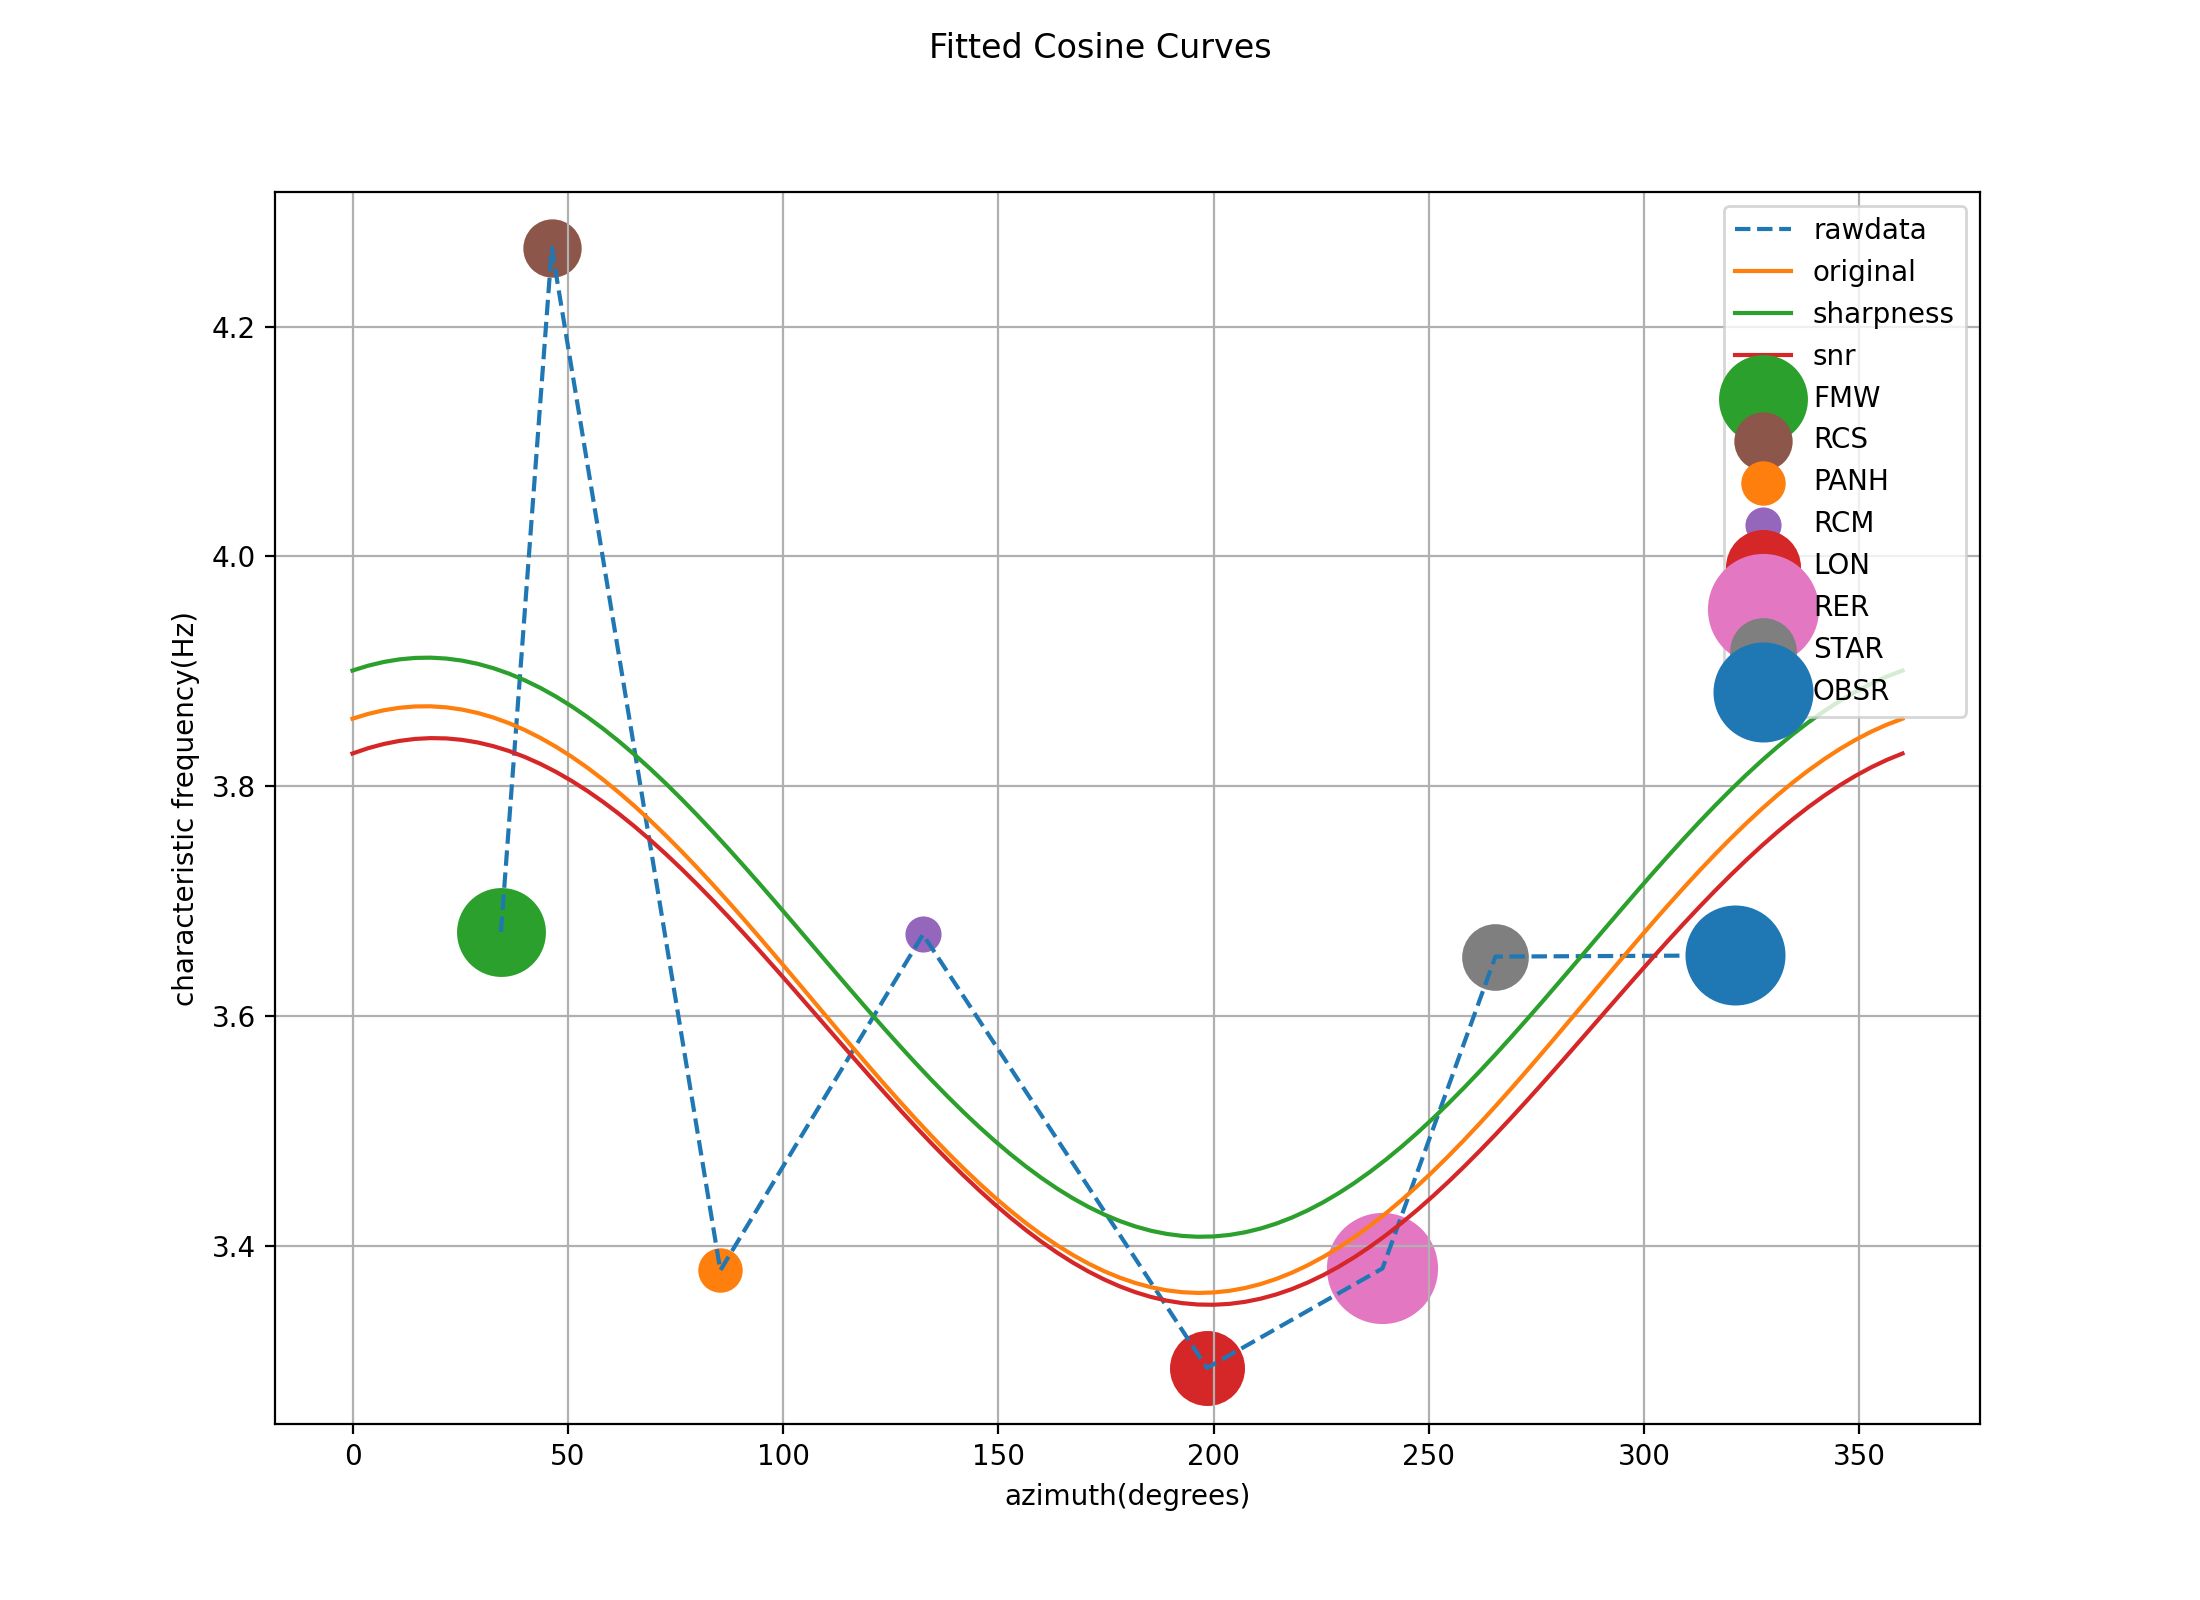 Fitted Cosine Curves
rawdata
original
sharpness
snr
FMW
RCS
PANH
RCM
LON
RER
STAR
OBSR
characteristic frequency(Hz)
4.2
4.0
3.8
3.6
3.4
0 50 100 150 200 250 300 350
azimuth(degrees)